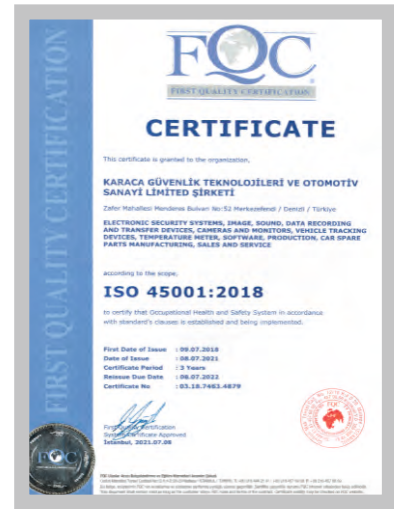 FQC
FIRST QUALITY CERTIFICATION
FIRST QUALITY CERTIFICATION
CERTIFICATE
This certificate is granted to the organization,
KARACA GÜVENLİK TEKNOLOJİLERİ VE OTOMOTİV
SANAYİ LİMİTED ŞİRKETİ
Zafer Mahallesi Menderes Bulvarı No:52 Merkezefendi / Denizli / Türkiye
ELECTRONIC SECURITY SYSTEMS, IMAGE, SOUND, DATA RECORDING
AND TRANSFER DEVICES, CAMERAS AND MONITORS, VEHICLE TRACKING
DEVICES, TEMPERATURE METER, SOFTWARE, PRODUCTION, CAR SPARE
PARTS MANUFACTURING, SALES AND SERVICE
according to the scope,
ISO 45001:2018
to certify that Occupational Health and Safety System in accordance
with standard's clauses is established and being implemented.
First Date of Issue : 09.07.2018
Date of Issue : 08.07.2021
Certificate Period : 3 Years
Reissue Due Date : 08.07.2022
Certificate No : 03.18.7463.4679
First Quality Certification
System Certificate Approved
İstanbul, 2021.07.08
FQC
FQC